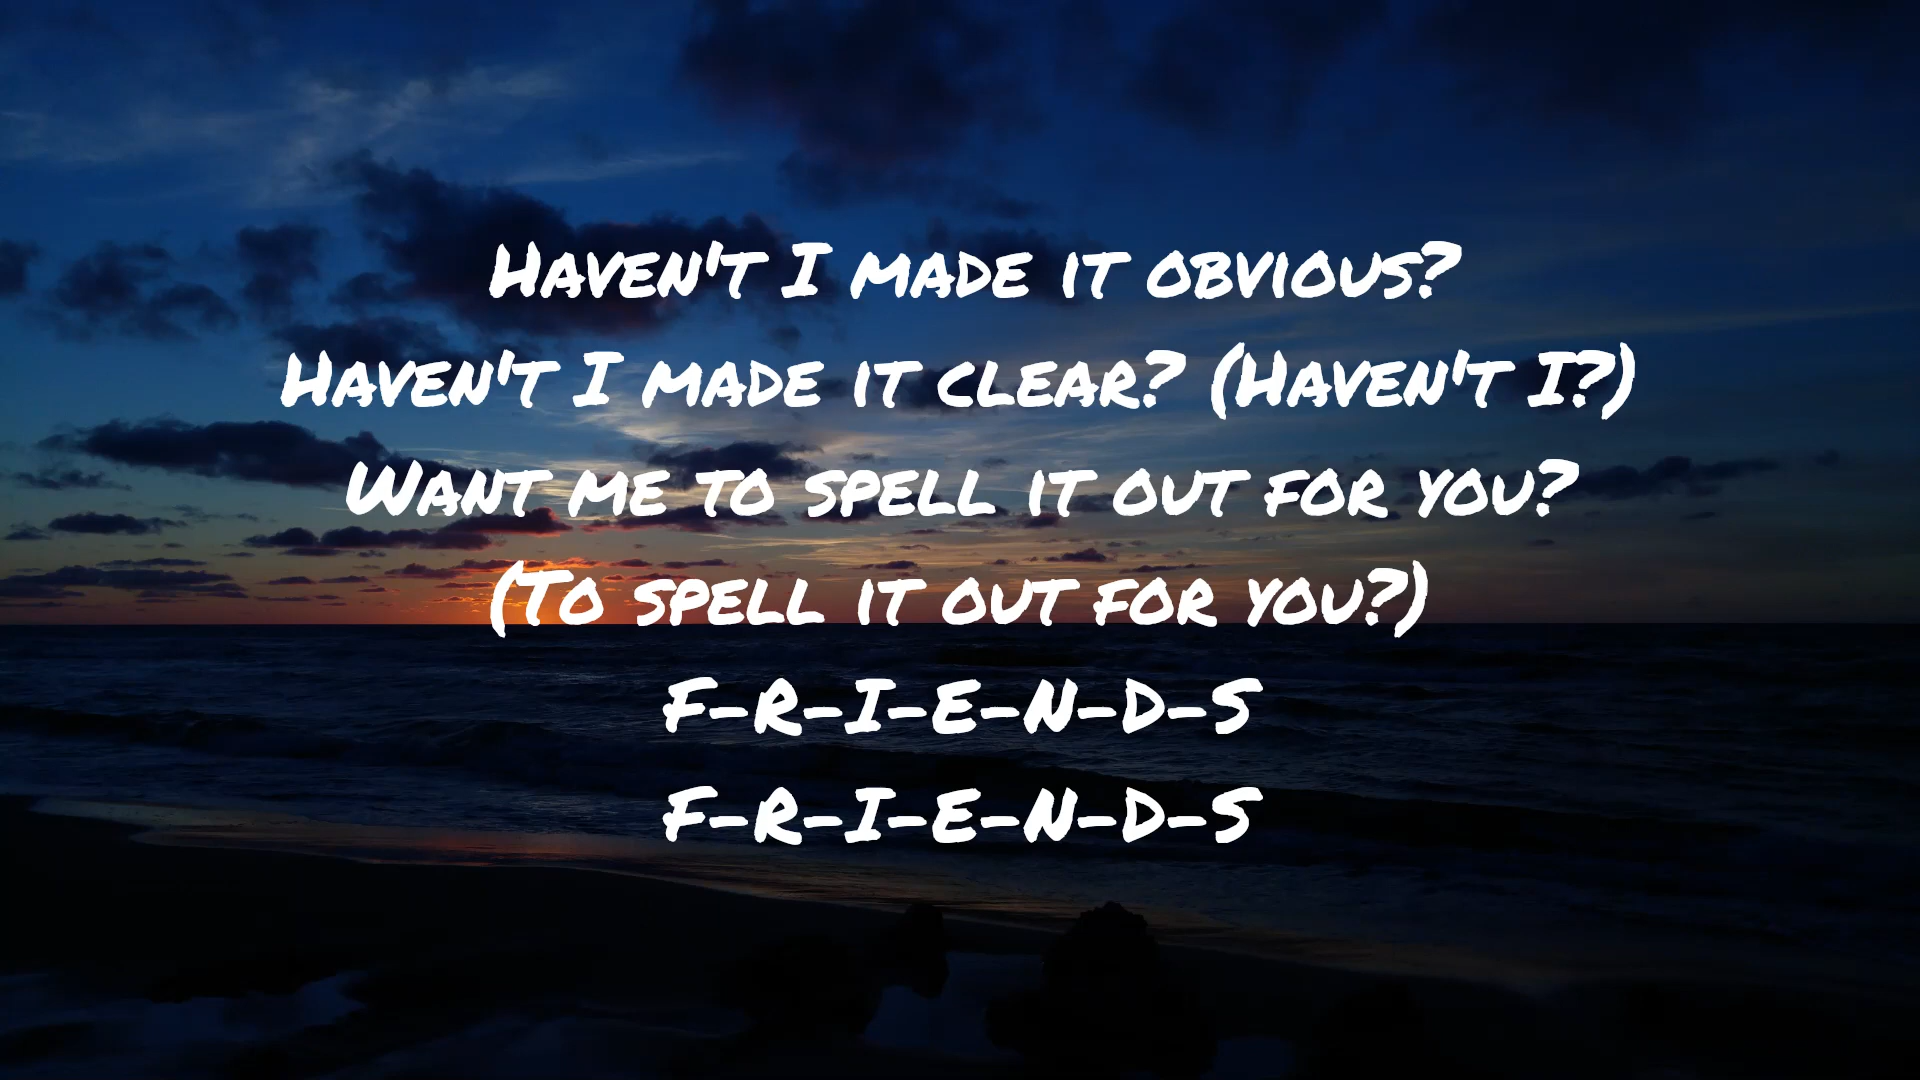 Haven't I made it obvious?
Haven't I made it clear? (Haven't I?)
Want me to spell it out for you?
(To spell it out for you?)
F-R-I-E-N-D-S
F-R-I-E-N-D-S